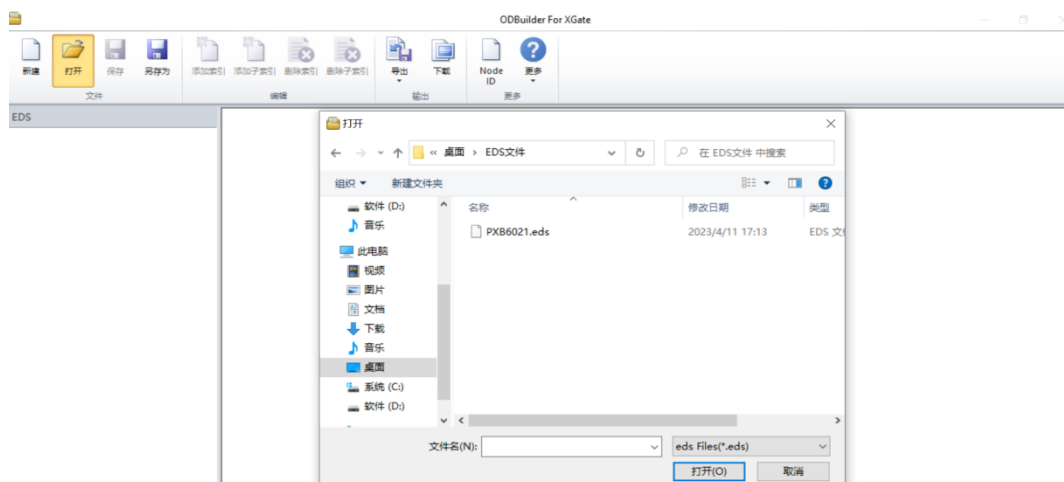 ODBuilder For XGate
新建
打开
保存
另存为
添加索引
添加子索引
删除索引
删除子索引
导出
下载
Node
ID
更多
文件
编辑
输出
更多
EDS
打开
« 桌面 › EDS文件
在 EDS文件 中搜索
组织
新建文件夹
名称
修改日期
类型
PXB6021.eds
2023/4/11 17:13
EDS 文
软件 (D:)
音乐
此电脑
视频
图片
文档
下载
音乐
桌面
系统 (C:)
软件 (D:)
文件名(N):
eds Files(*.eds)
打开(O)
取消